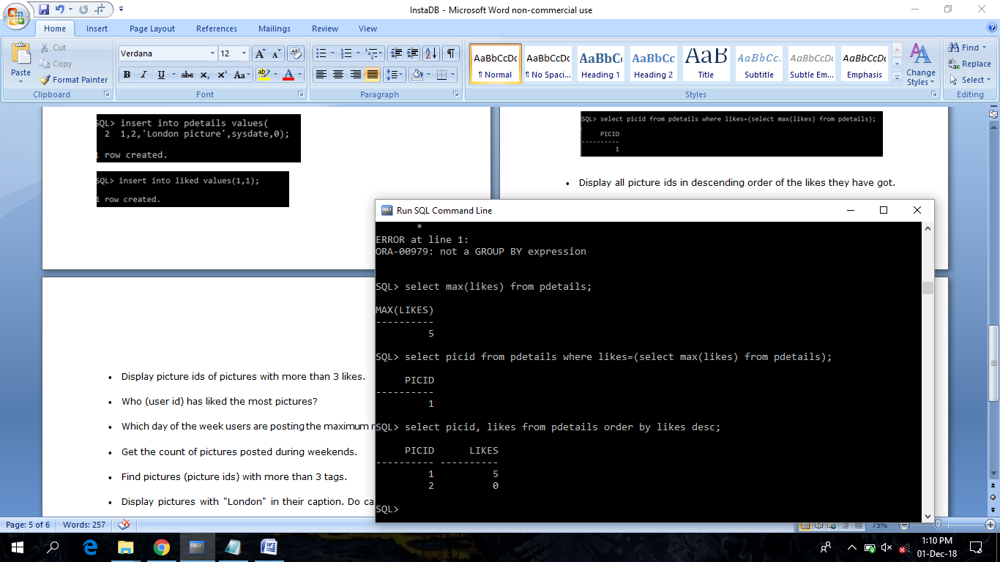 InstaDB - Microsoft Word non-commercial use
Home Insert Page Layout References Mailings Review View
Paste
Cut
Copy
Format Painter
Clipboard
Verdana 12
B I U abc x₂ x² Aa ab A
Font
Paragraph
AaBbCcDc AaBbCcDc AaBbC AaBbCc AaB AaBbCc. AaBbCcDc AaBbCcDc
¶ Normal ¶ No Spaci... Heading 1 Heading 2 Title Subtitle Subtle Em... Emphasis
Change Styles
Styles
Find
Replace
Select
Editing
SQL> insert into pdetails values(
2 1,2,'London picture',sysdate,0);
1 row created.
SQL> insert into liked values(1,1);
1 row created.
SQL> select picid from pdetails where likes=(select max(likes) from pdetails);
PICID
----------
1
• Display all picture ids in descending order of the likes they have got.
• Display picture ids of pictures with more than 3 likes.
• Who (user id) has liked the most pictures?
• Which day of the week users are posting the maximum
• Get the count of pictures posted during weekends.
• Find pictures (picture ids) with more than 3 tags.
• Display pictures with "London" in their caption. Do ca
Run SQL Command Line
*
ERROR at line 1:
ORA-00979: not a GROUP BY expression
SQL> select max(likes) from pdetails;
MAX(LIKES)
----------
5
SQL> select picid from pdetails where likes=(select max(likes) from pdetails);
PICID
----------
1
SQL> select picid, likes from pdetails order by likes desc;
PICID LIKES
---------- ----------
1 5
2 0
SQL>
Page: 5 of 6 Words: 257 75%
1:10 PM
01-Dec-18